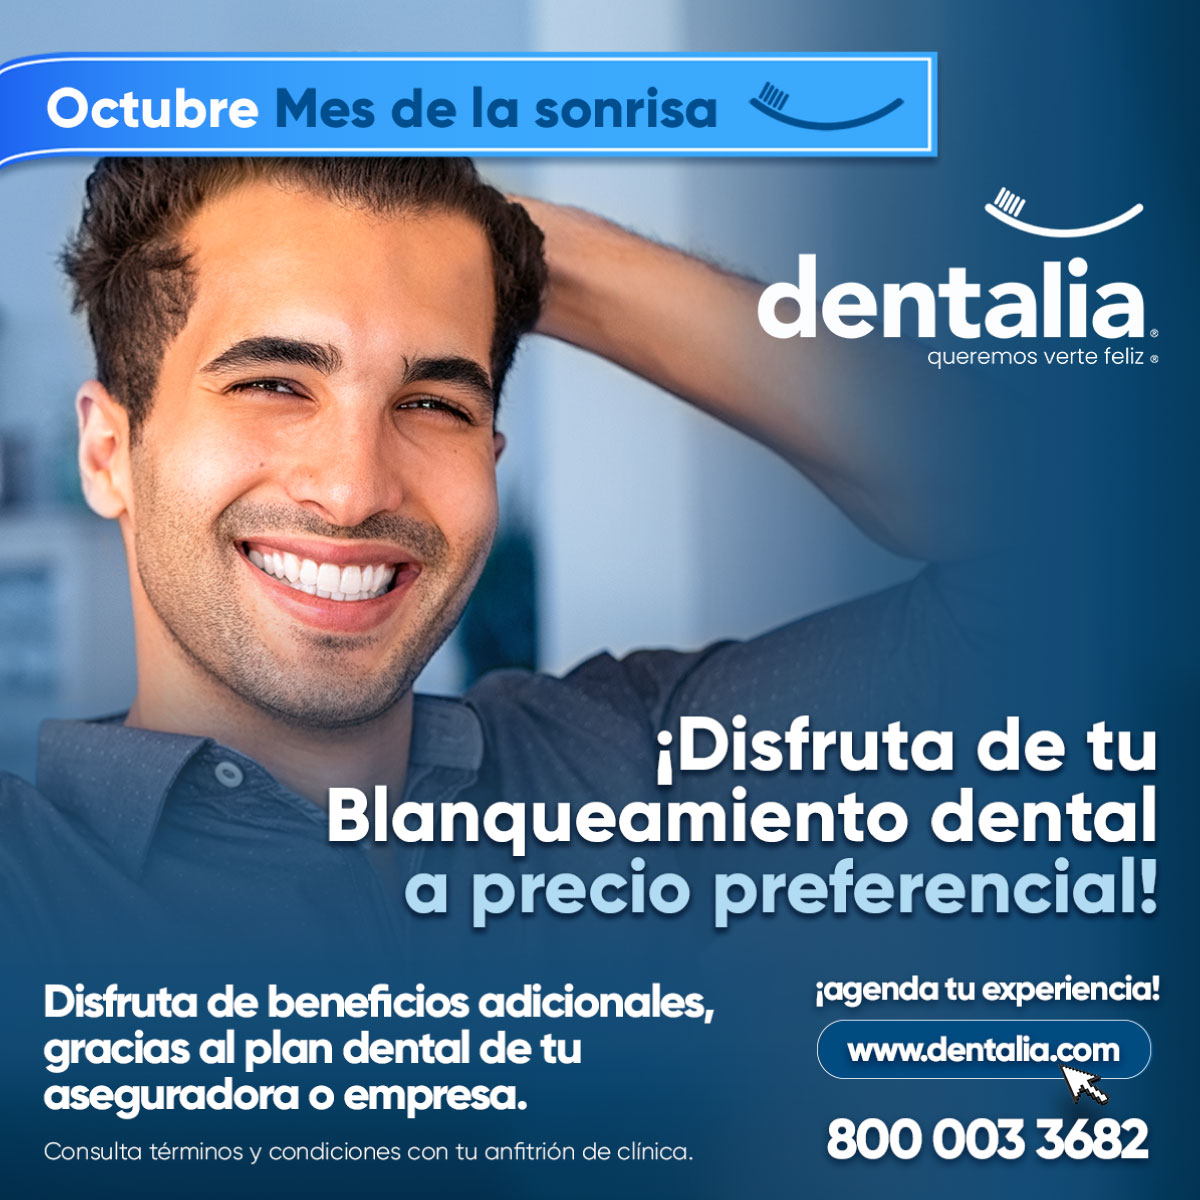 Octubre Mes de la sonrisa
dentalia®
queremos verte feliz ®
¡Disfruta de tu
Blanqueamiento dental
a precio preferencial!
Disfruta de beneficios adicionales,
gracias al plan dental de tu
aseguradora o empresa.
Consulta términos y condiciones con tu anfitrión de clínica.
¡agenda tu experiencia!
www.dentalia.com
800 003 3682